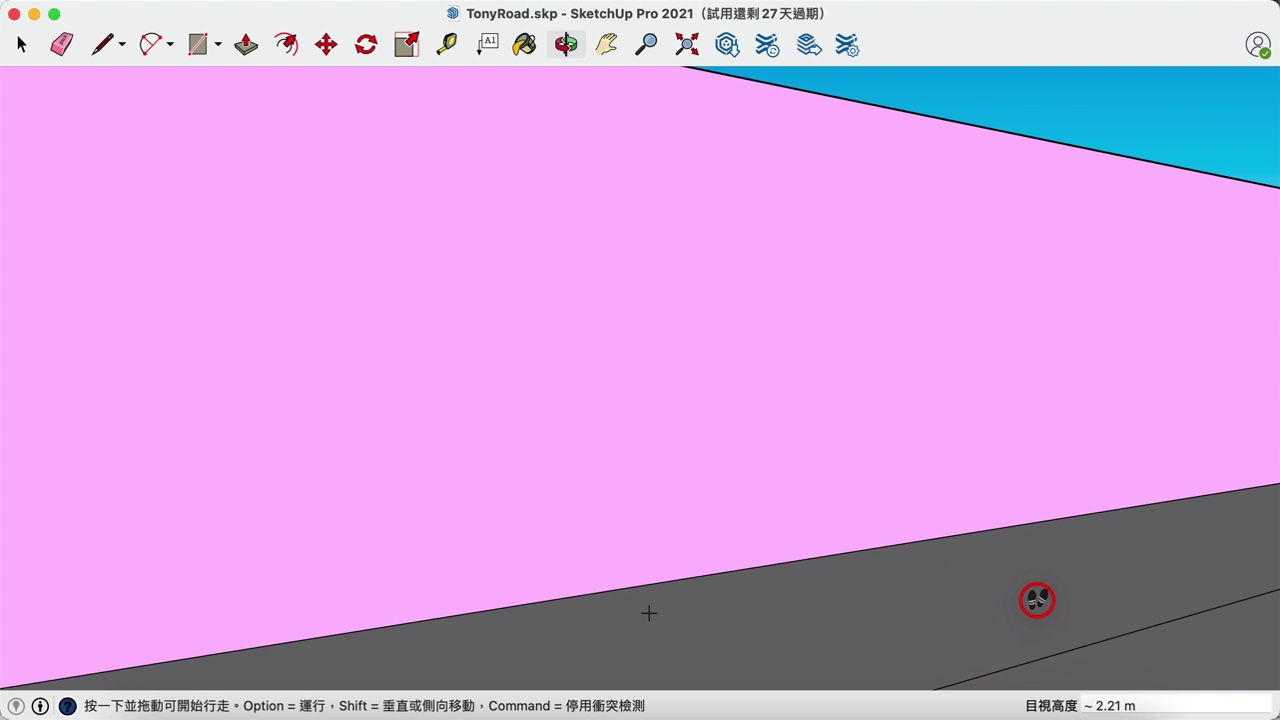 TonyRoad.skp - SketchUp Pro 2021（試用還剩 27 天過期）
A1
按一下並拖動可開始行走。Option = 運行，Shift = 垂直或側向移動，Command = 停用衝突檢測
目視高度 ~ 2.21 m